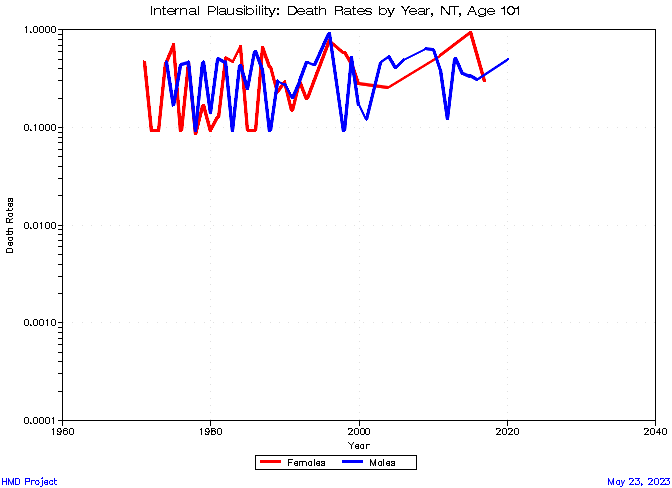 Internal Plausibility: Death Rates by Year, NT, Age 101
1.0000
0.1000
0.0100
0.0010
0.0001
Death Rates
1960
1980
2000
2020
2040
Year
Females
Males
HMD Project
May 23, 2023